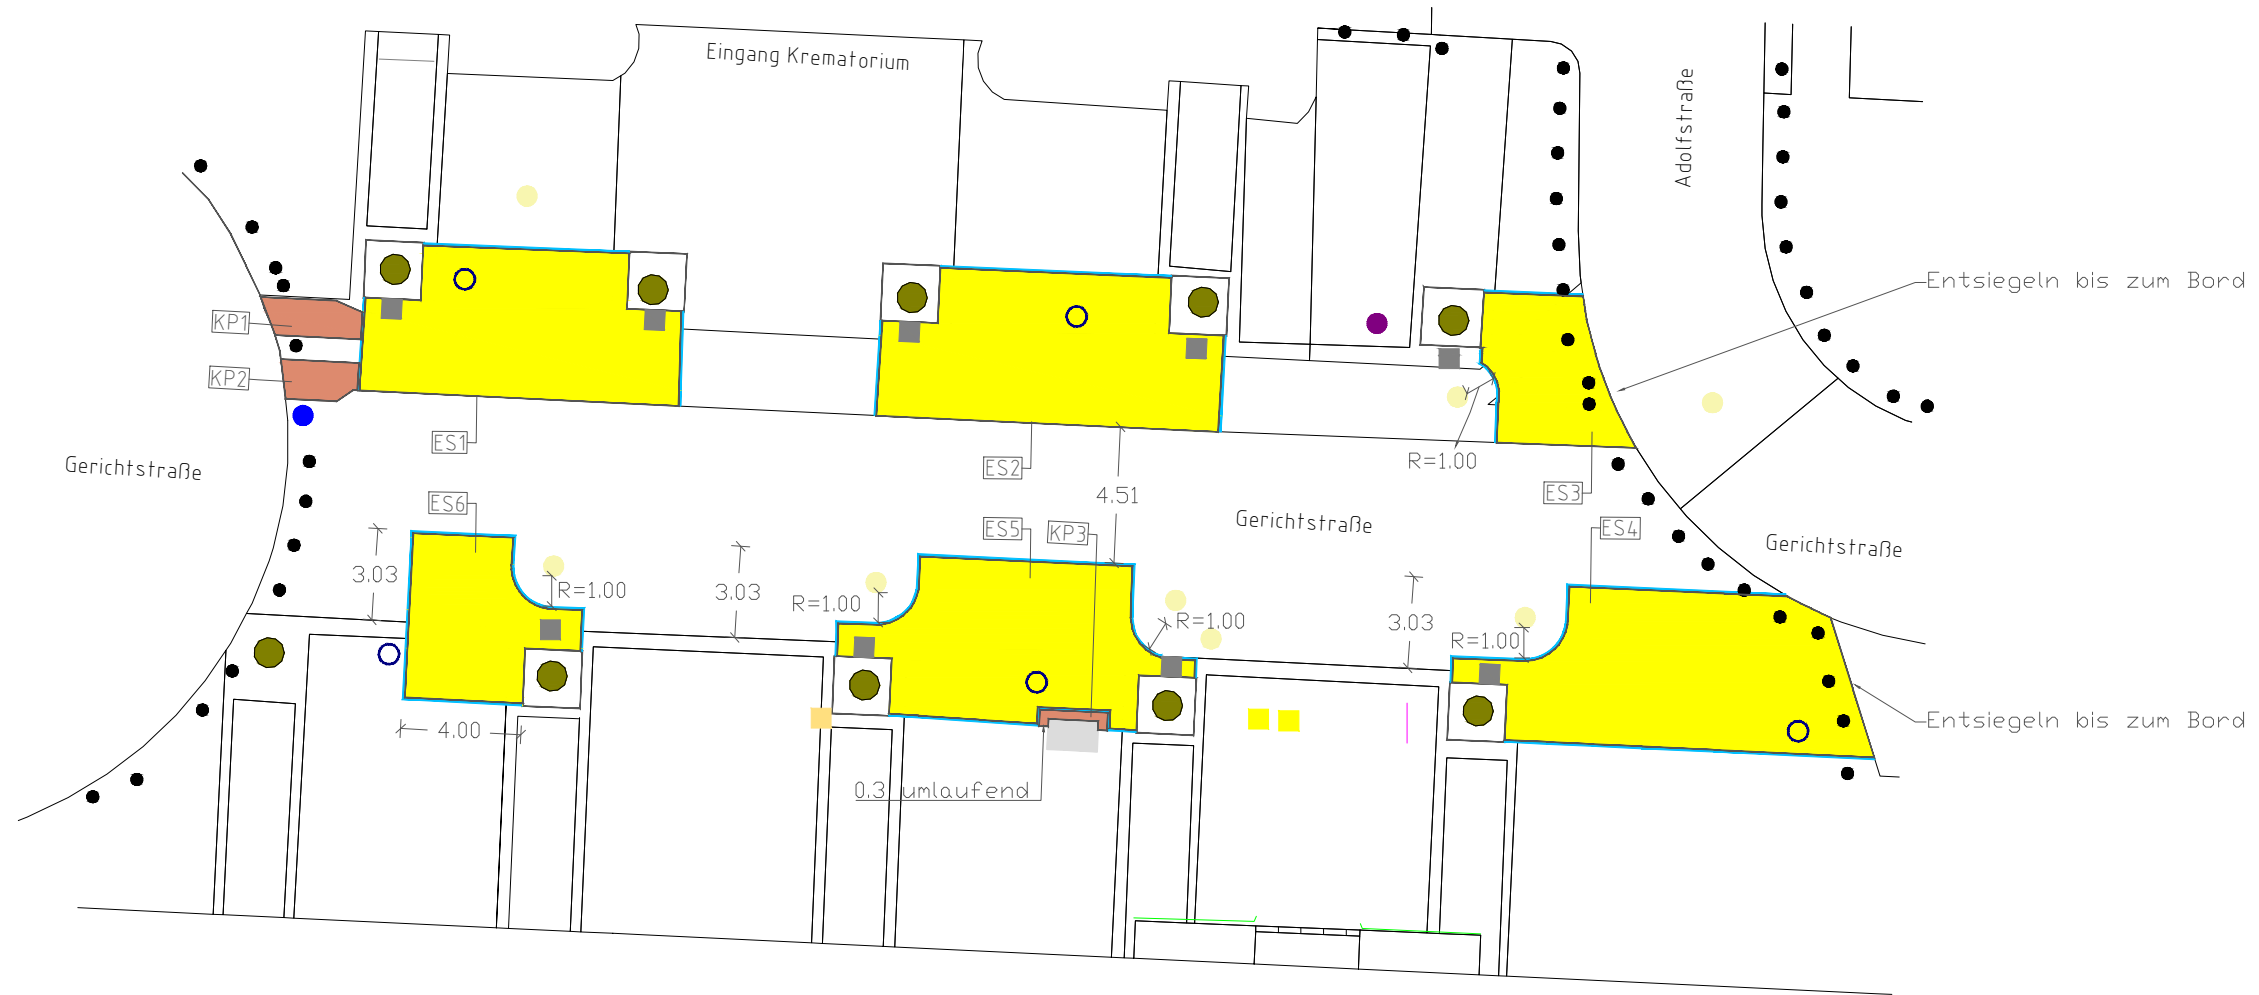 Eingang Krematorium
Adolfstraße
Entsiegeln bis zum Bord
KP1
KP2
ES1
Gerichtstraße
ES2
R=1.00
ES3
4.51
ES6
ES5
KP3
Gerichtstraße
ES4
Gerichtstraße
3.03
R=1.00
3.03
R=1.00
R=1.00
3.03
R=1.00
4.00
Entsiegeln bis zum Bord
0.3 umlaufend